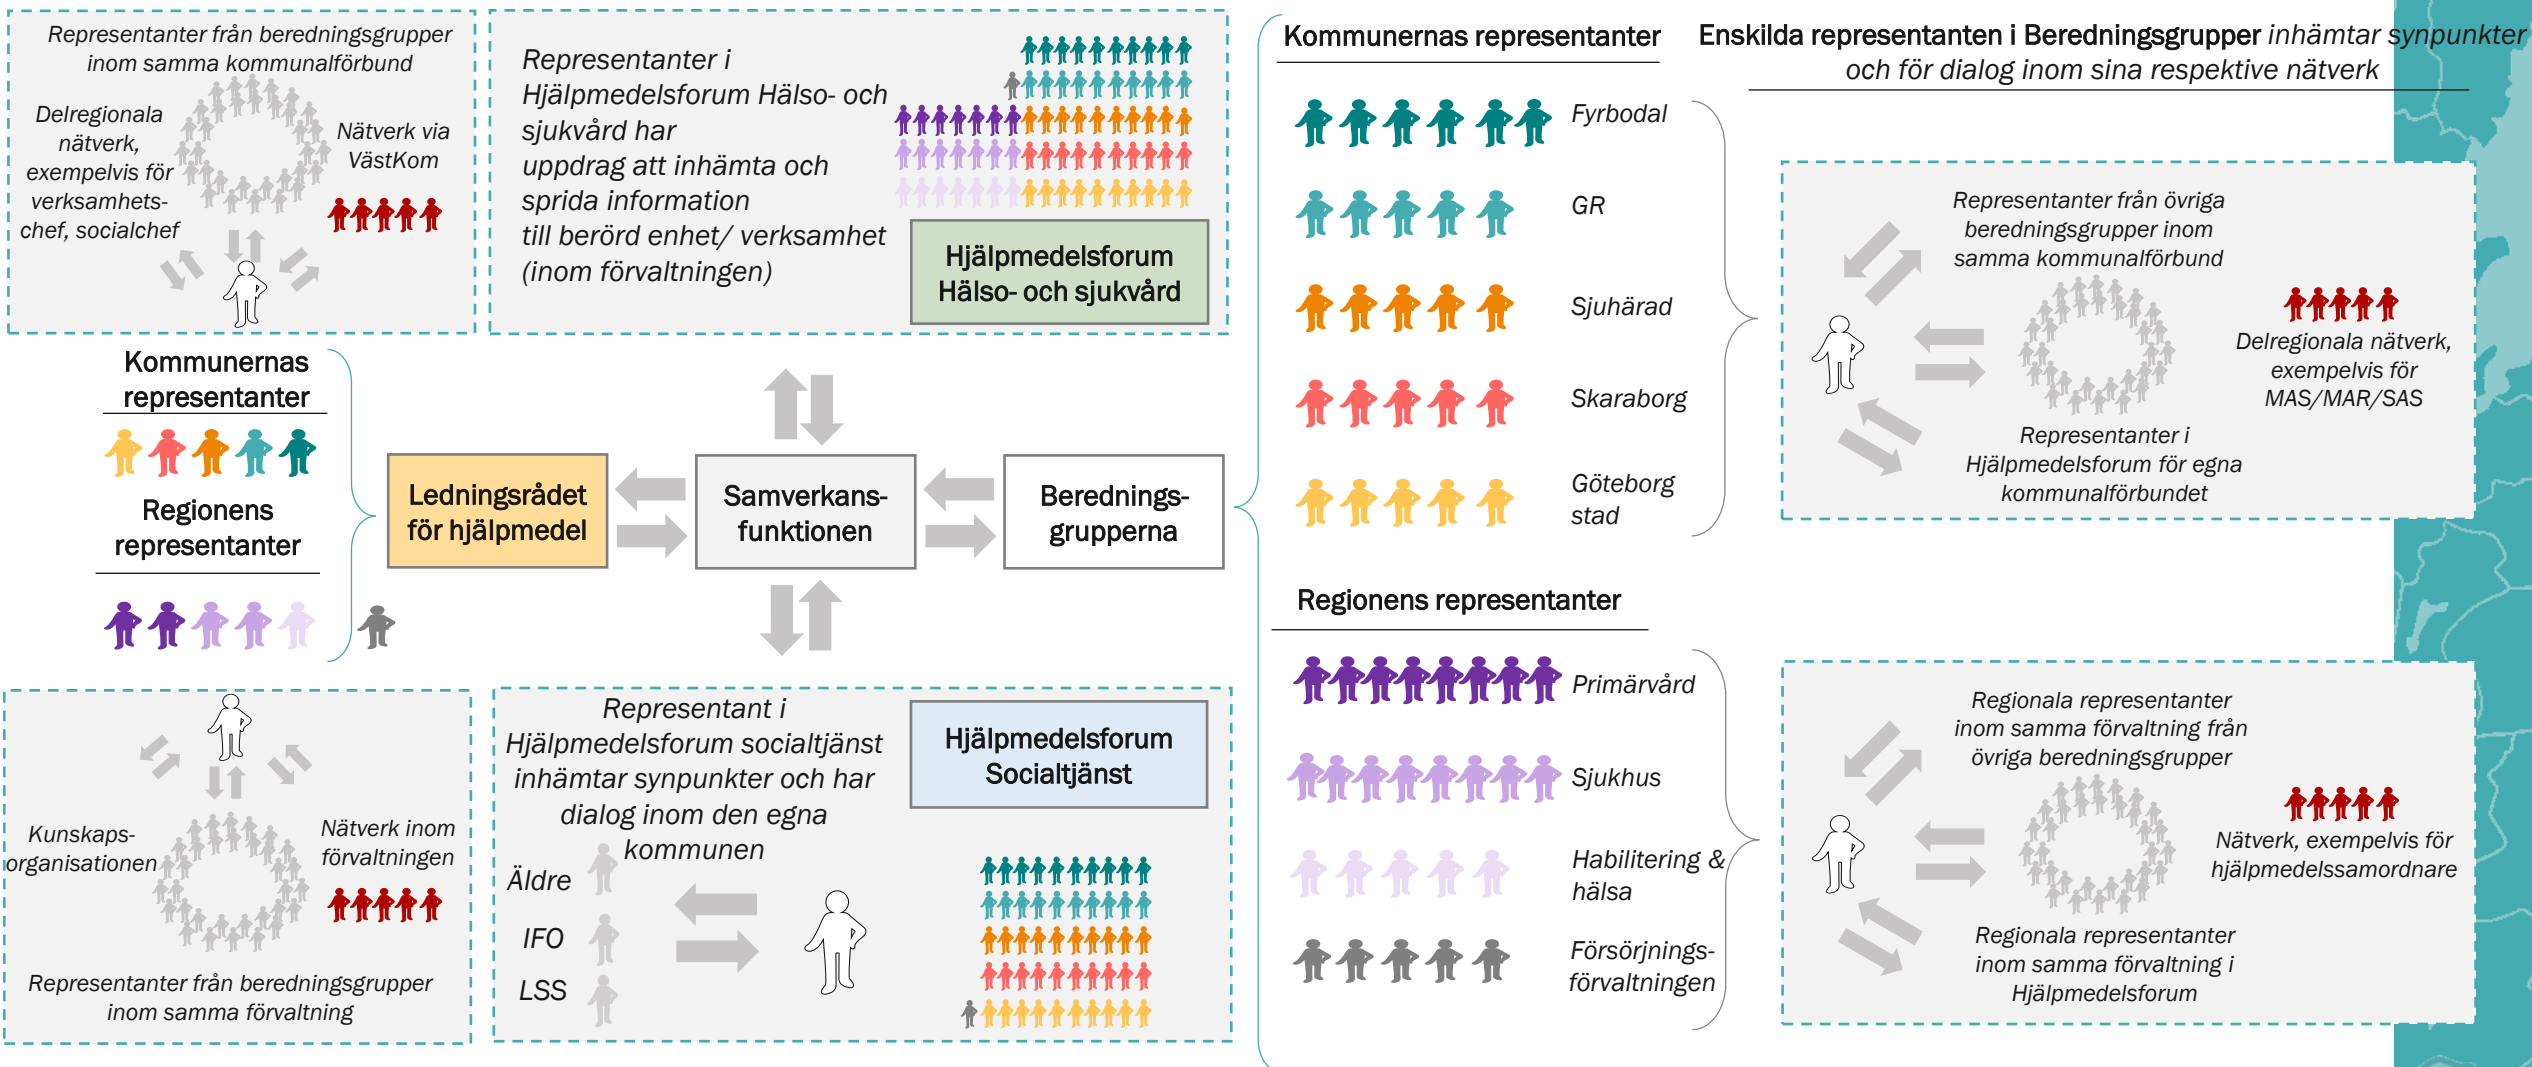 Representanter från beredningsgrupper
inom samma kommunalförbund
Delregionala
nätverk,
exempelvis för
verksamhets-
chef, socialchef
Nätverk via
VästKom
Representanter i
Hjälpmedelsforum Hälso- och
sjukvård har
uppdrag att inhämta och
sprida information
till berörd enhet/ verksamhet
(inom förvaltningen)
Hjälpmedelsforum
Hälso- och sjukvård
Kommunernas
representanter
Regionens
representanter
Ledningsrådet
för hjälpmedel
Samverkans-
funktionen
Berednings-
grupperna
Kunskaps-
organisationen
Nätverk inom
förvaltningen
Representanter från beredningsgrupper
inom samma förvaltning
Representant i
Hjälpmedelsforum socialtjänst
inhämtar synpunkter och har
dialog inom den egna
kommunen
Äldre
IFO
LSS
Hjälpmedelsforum
Socialtjänst
Kommunernas representanter
Fyrbodal
GR
Sjuhärad
Skaraborg
Göteborg
stad
Regionens representanter
Primärvård
Sjukhus
Habilitering &
hälsa
Försörjnings-
förvaltningen
Enskilda representanten i Beredningsgrupper inhämtar synpunkter
och för dialog inom sina respektive nätverk
Representanter från övriga
beredningsgrupper inom
samma kommunalförbund
Delregionala nätverk,
exempelvis för
MAS/MAR/SAS
Representanter i
Hjälpmedelsforum för egna
kommunalförbundet
Regionala representanter
inom samma förvaltning från
övriga beredningsgrupper
Nätverk, exempelvis för
hjälpmedelssamordnare
Regionala representanter
inom samma förvaltning i
Hjälpmedelsforum